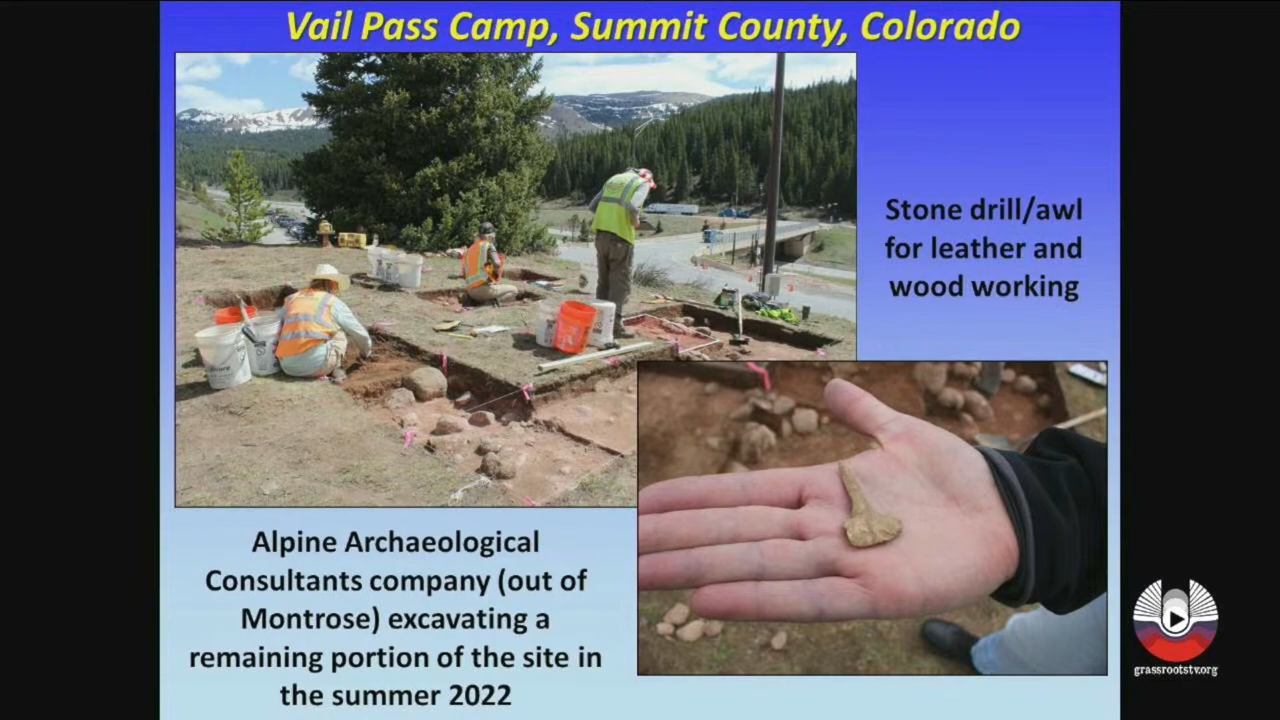 Vail Pass Camp, Summit County, Colorado
Stone drill/awl
for leather and
wood working
Alpine Archaeological
Consultants company (out of
Montrose) excavating a
remaining portion of the site in
the summer 2022
grassrootstv.org